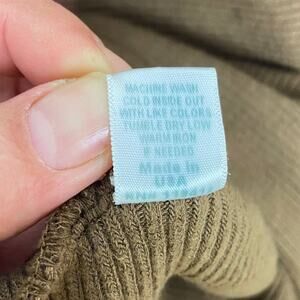 MACHINE WASH
COLD INSIDE OUT
WITH LIKE COLORS
TUMBLE DRY LOW
WARM IRON
IF NEEDED
Made in
USA